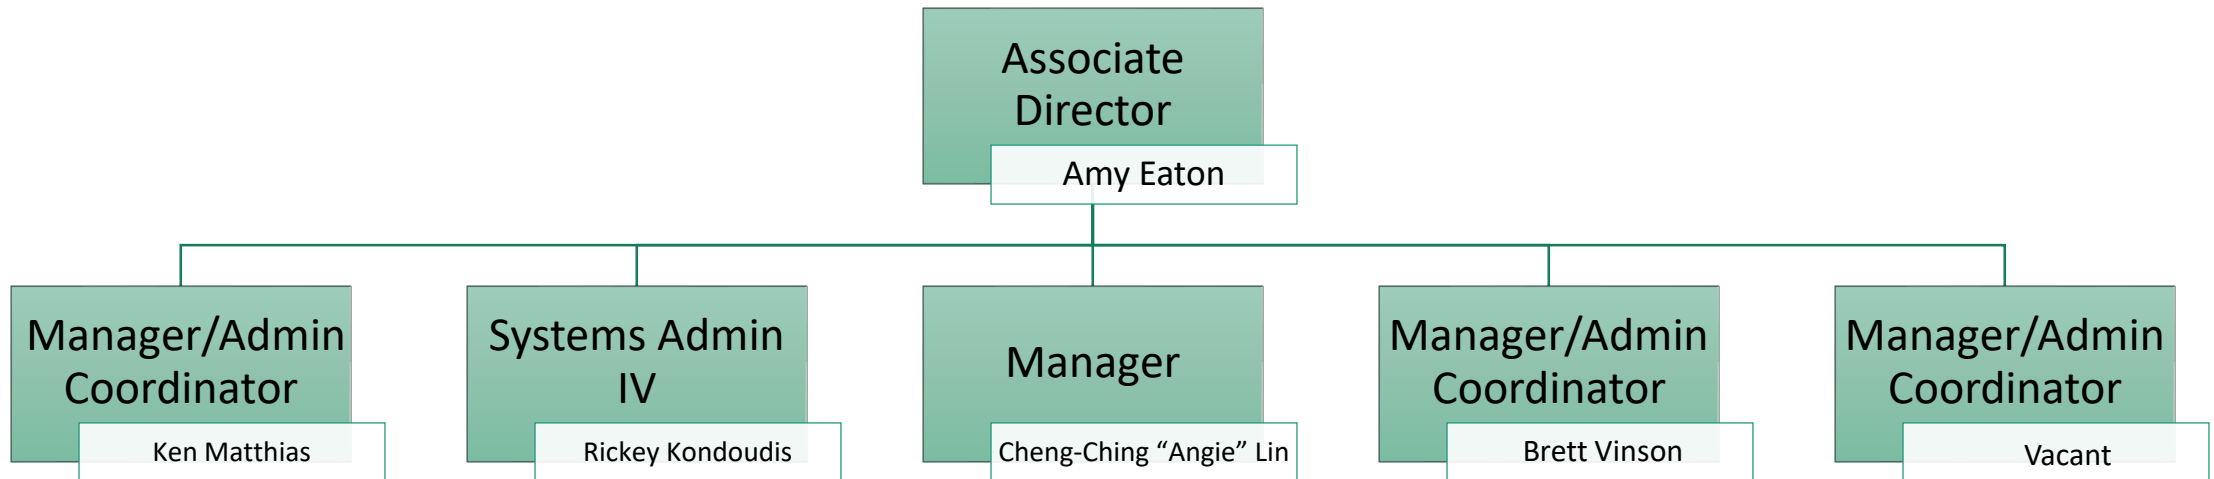 Associate
Director
Amy Eaton
Manager/Admin
Coordinator
Ken Matthias
Systems Admin
IV
Rickey Kondoudis
Manager
Cheng-Ching “Angie” Lin
Manager/Admin
Coordinator
Brett Vinson
Manager/Admin
Coordinator
Vacant